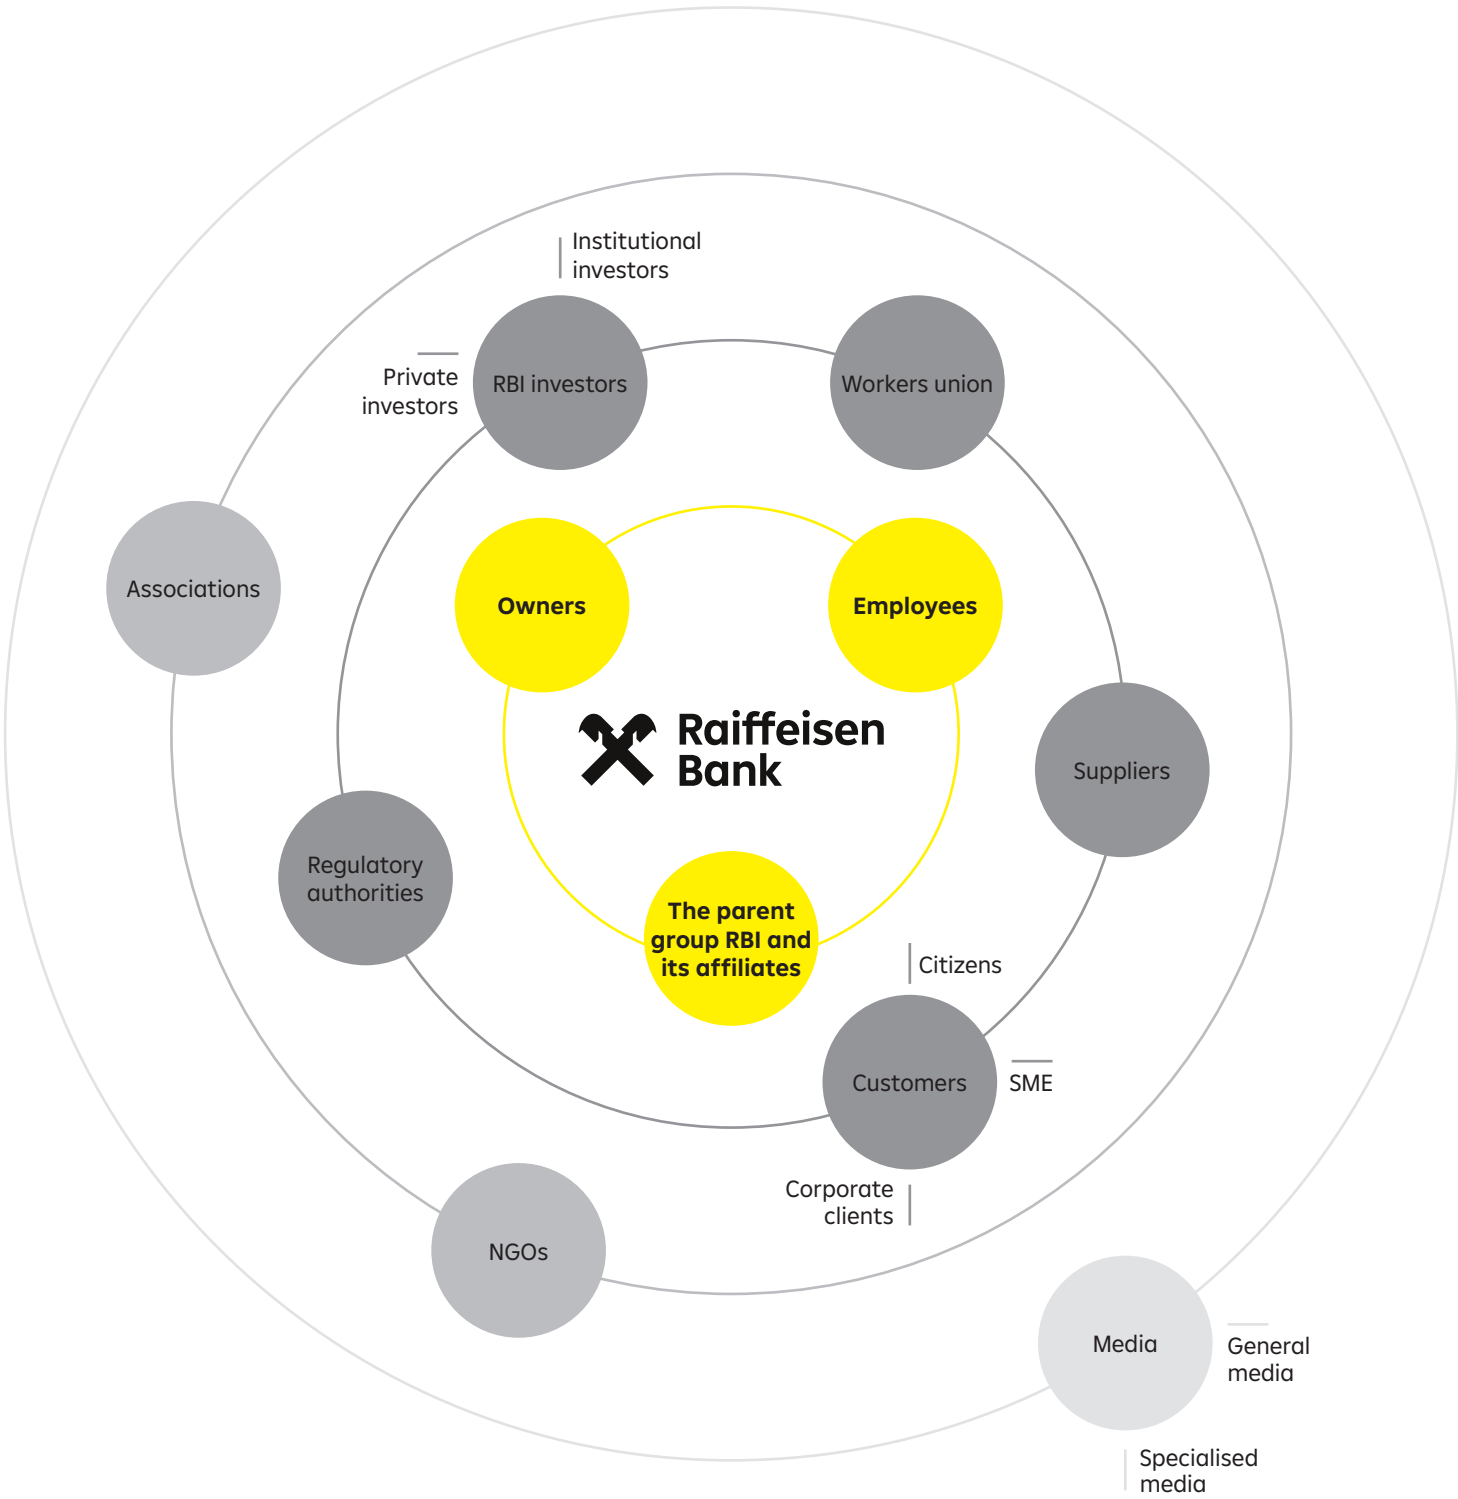 Institutional
investors
Private
investors
RBI investors
Workers union
Associations
Owners
Employees
Raiffeisen
Bank
Suppliers
Regulatory
authorities
The parent
group RBI and
its affiliates
Citizens
Customers
SME
Corporate
clients
NGOs
Media
General
media
Specialised
media